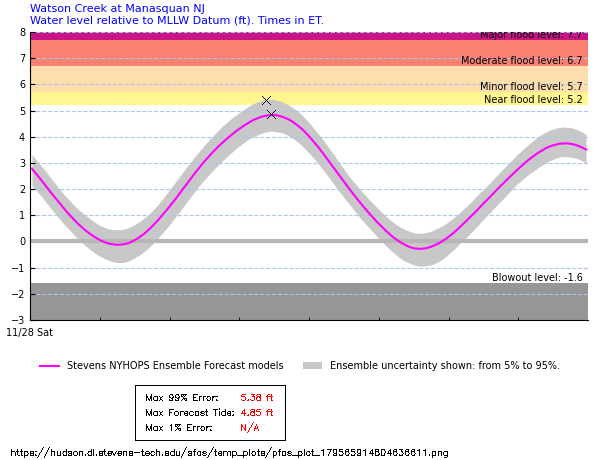 Watson Creek at Manasquan NJ
Water level relative to MLLW Datum (ft). Times in ET.
8
Major flood level: 7.7
7
Moderate flood level: 6.7
6
Minor flood level: 5.7
Near flood level: 5.2
5
4
3
2
1
0
−1
Blowout level: -1.6
−2
−3
11/28 Sat
Stevens NYHOPS Ensemble Forecast models
Ensemble uncertainty shown: from 5% to 95%.
Max 99% Error: 5.38 ft
Max Forecast Tide: 4.85 ft
Max 1% Error: N/A
https://hudson.dl.stevens-tech.edu/sfas/temp_plots/pfas_plot_179565914804636611.png